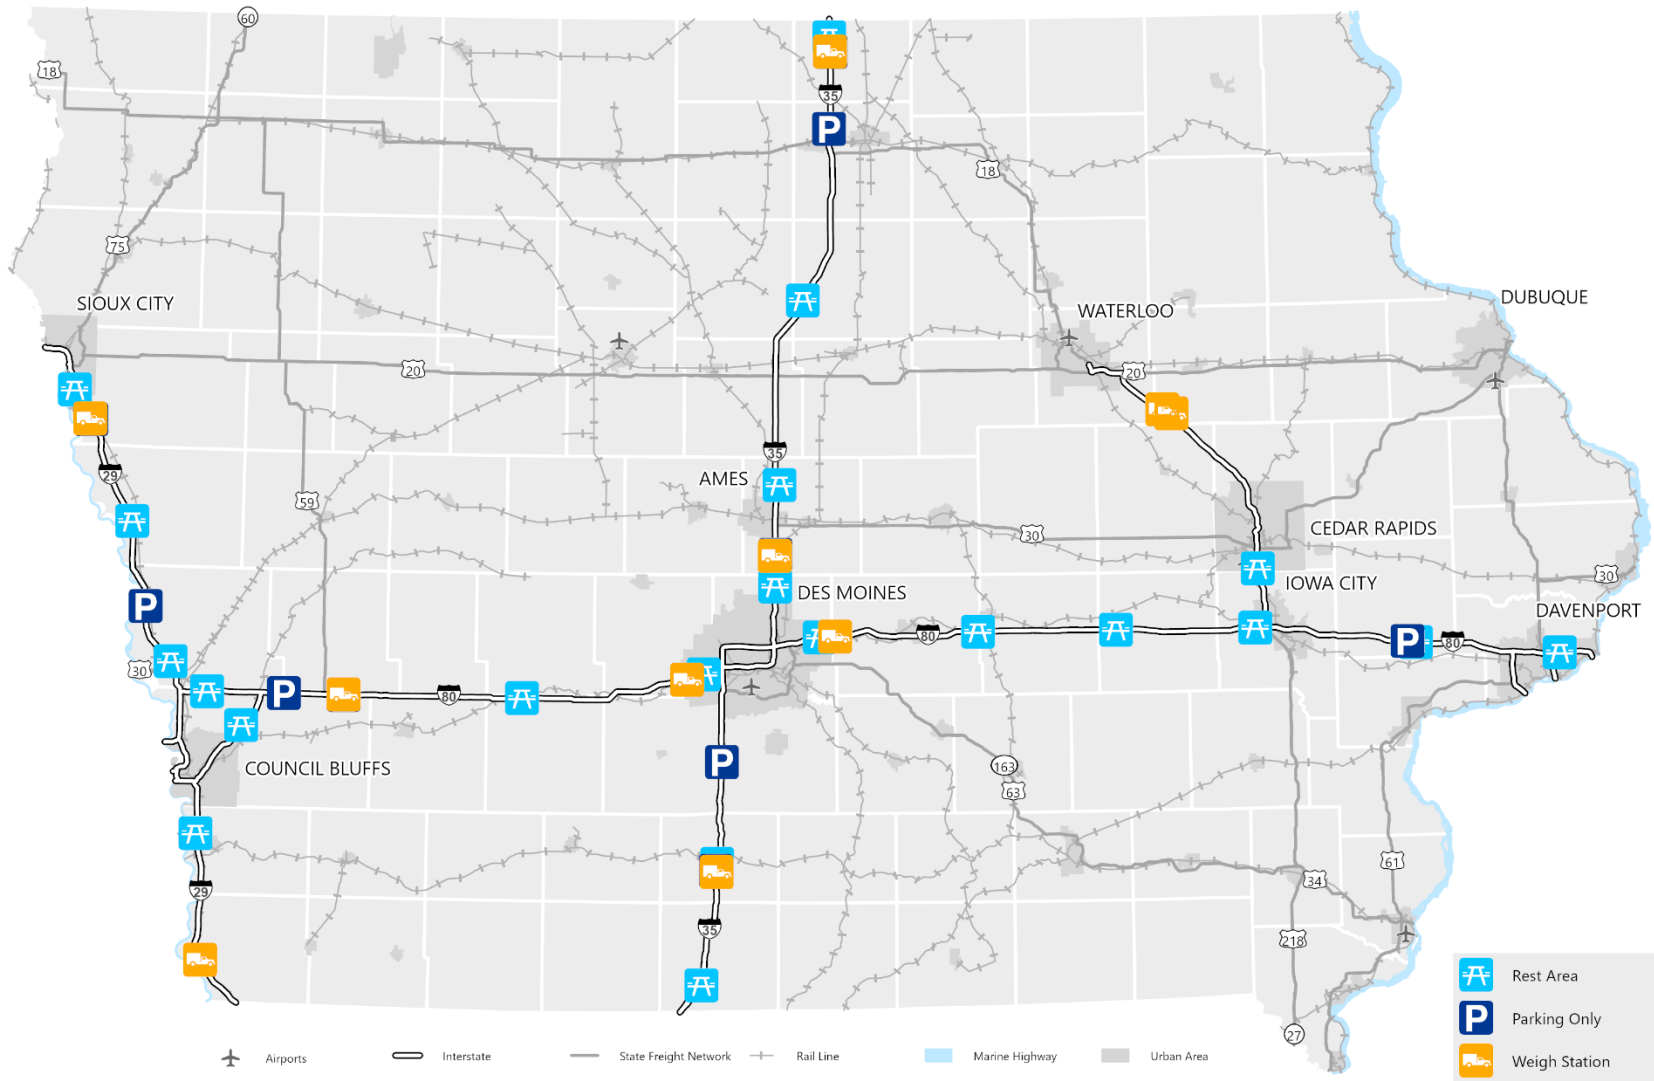 60
18
35
P
18
75
SIOUX CITY
DUBUQUE
WATERLOO
20
20
35
29
AMES
59
CEDAR RAPIDS
30
IOWA CITY
30
DES MOINES
P
DAVENPORT
80
P
80
30
P
80
P
163
COUNCIL BLUFFS
63
61
34
29
35
218
Rest Area
P Parking Only
27
Airports
Interstate
State Freight Network
Rail Line
Marine Highway
Urban Area
Weigh Station